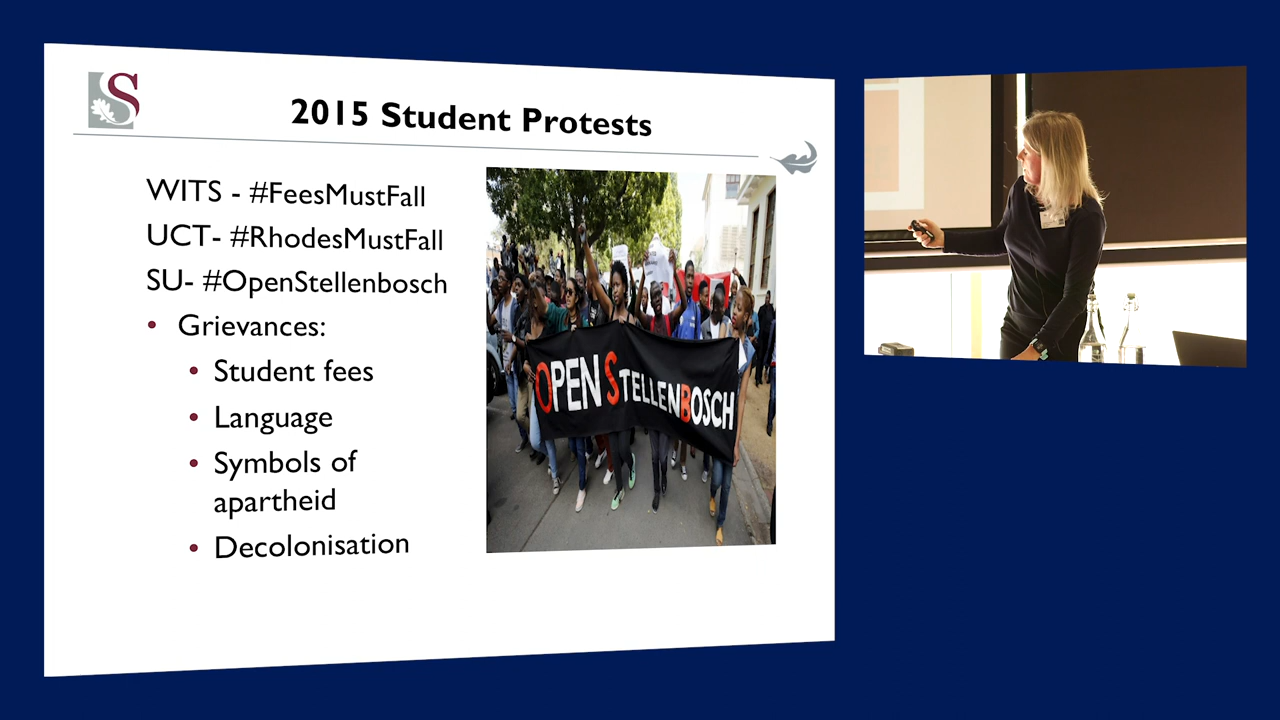 S
2015 Student Protests
WITS - #FeesMustFall
UCT- #RhodesMustFall
SU- #OpenStellenbosch
• Grievances:
• Student fees
• Language
• Symbols of
apartheid
• Decolonisation
OPEN STELLENBOSCH